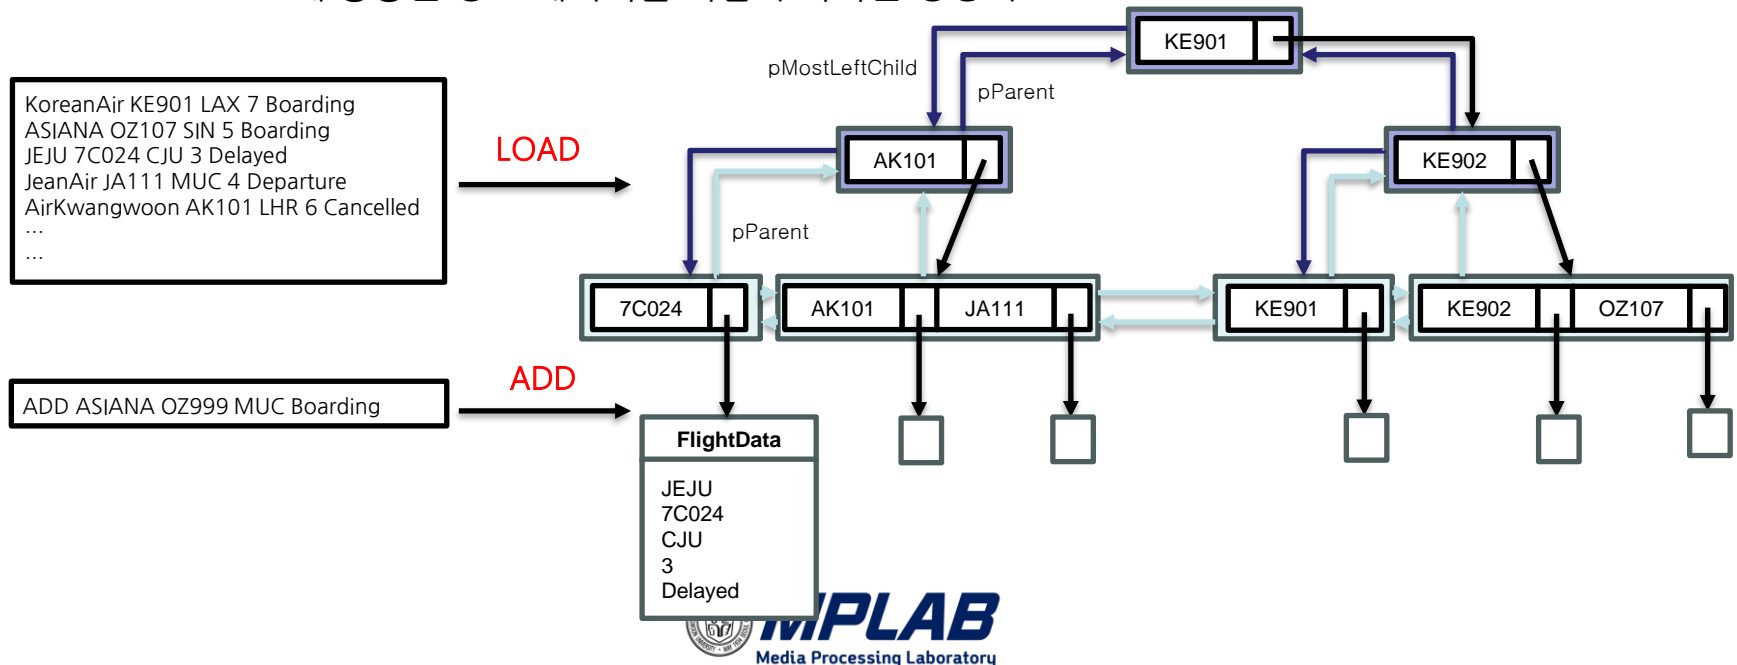 KE901
pMostLeftChild
pParent
KoreanAir KE901 LAX 7 Boarding
ASIANA OZ107 SIN 5 Boarding
JEJU 7C024 CJU 3 Delayed
JeanAir JA111 MUC 4 Departure
AirKwangwoon AK101 LHR 6 Cancelled
...
...
LOAD
AK101
KE902
pParent
7C024
AK101
JA111
KE901
KE902
OZ107
ADD
ADD ASIANA OZ999 MUC Boarding
FlightData
JEJU
7C024
CJU
3
Delayed
MPLAB
Media Processing Laboratory